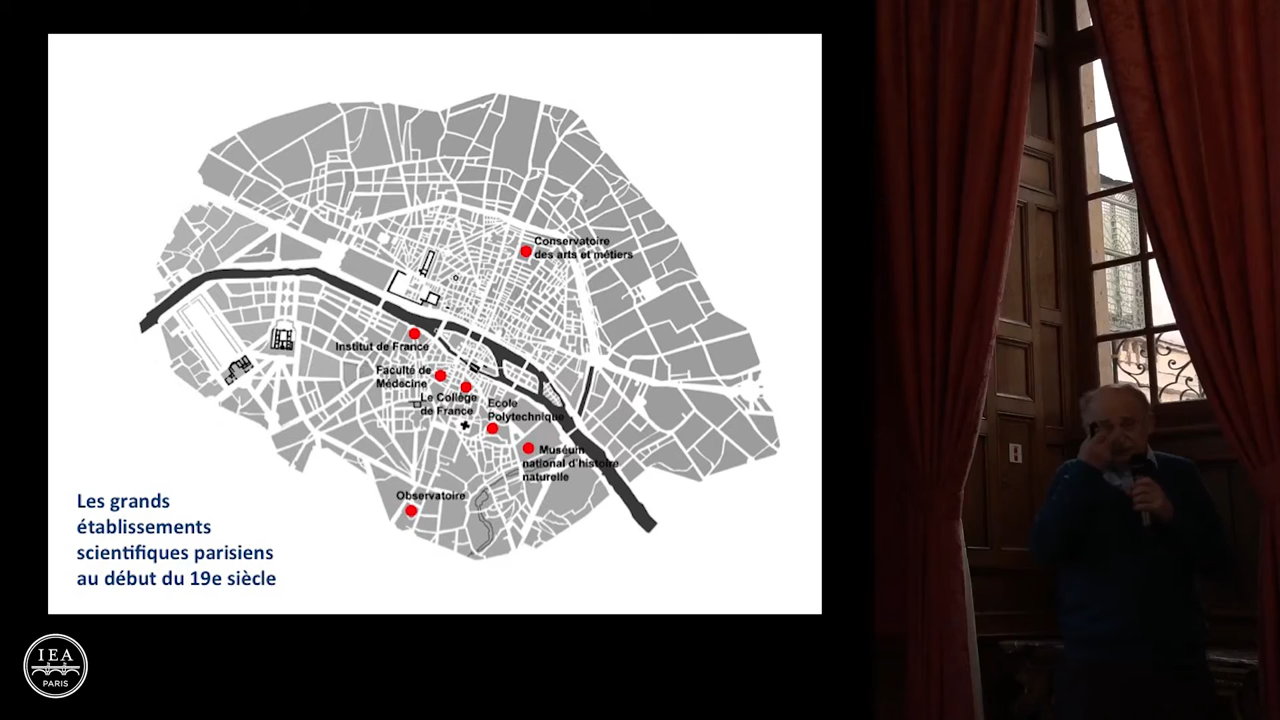 Conservatoire
des arts et métiers
Institut de France
Faculté de
Médecine
Le Collège
de France
Ecole
Polytechnique
Muséum
national d'histoire
naturelle
Observatoire
Les grands
établissements
scientifiques parisiens
au début du 19e siècle
IEA
PARIS